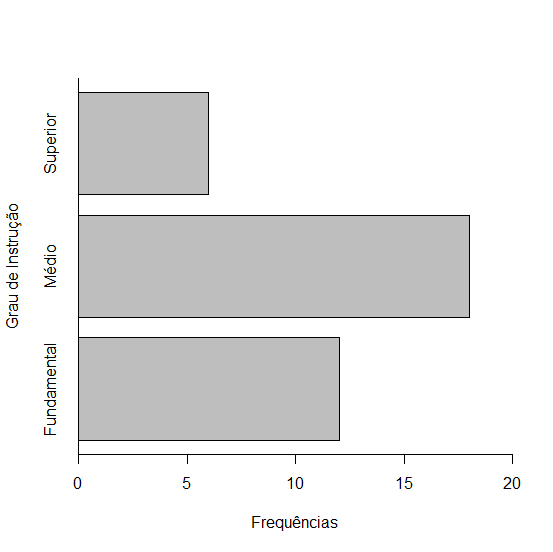 Grau de Instrução
Superior
Médio
Fundamental
0 5 10 15 20
Frequências